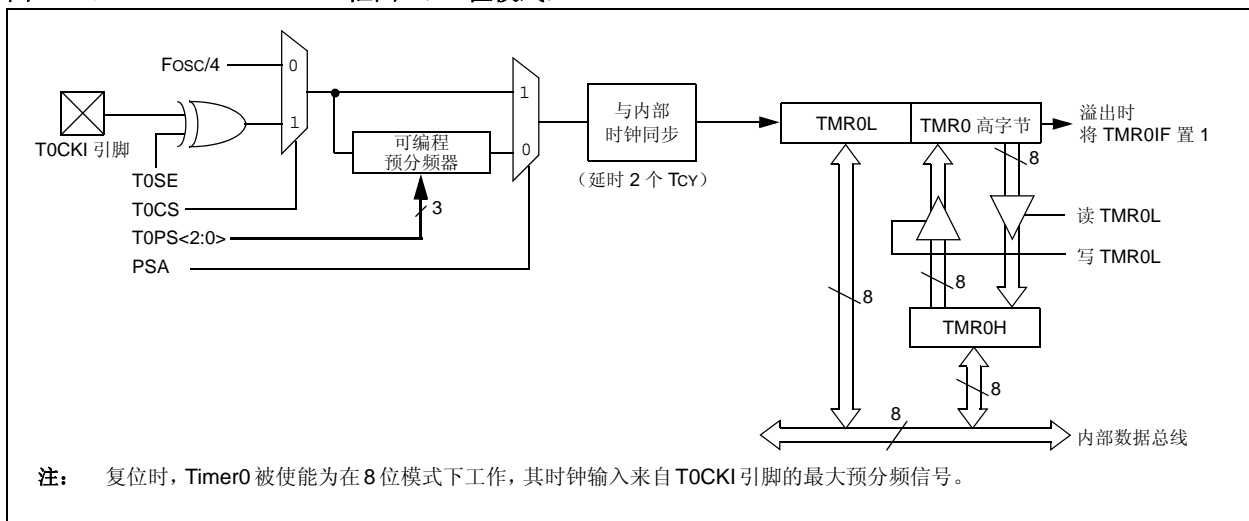 FOSC/4
0
1
T0CKI 引脚
T0SE
T0CS
T0PS<2:0>
PSA
可编程
预分频器
3
1
0
与内部
时钟同步
(延时 2 个 TCY)
TMR0L
TMR0 高字节
溢出时
将 TMR0IF 置 1
8
读 TMR0L
写 TMR0L
8
8
TMR0H
8
8
内部数据总线
注: 复位时,Timer0 被使能为在 8 位模式下工作,其时钟输入来自 T0CKI 引脚的最大预分频信号。